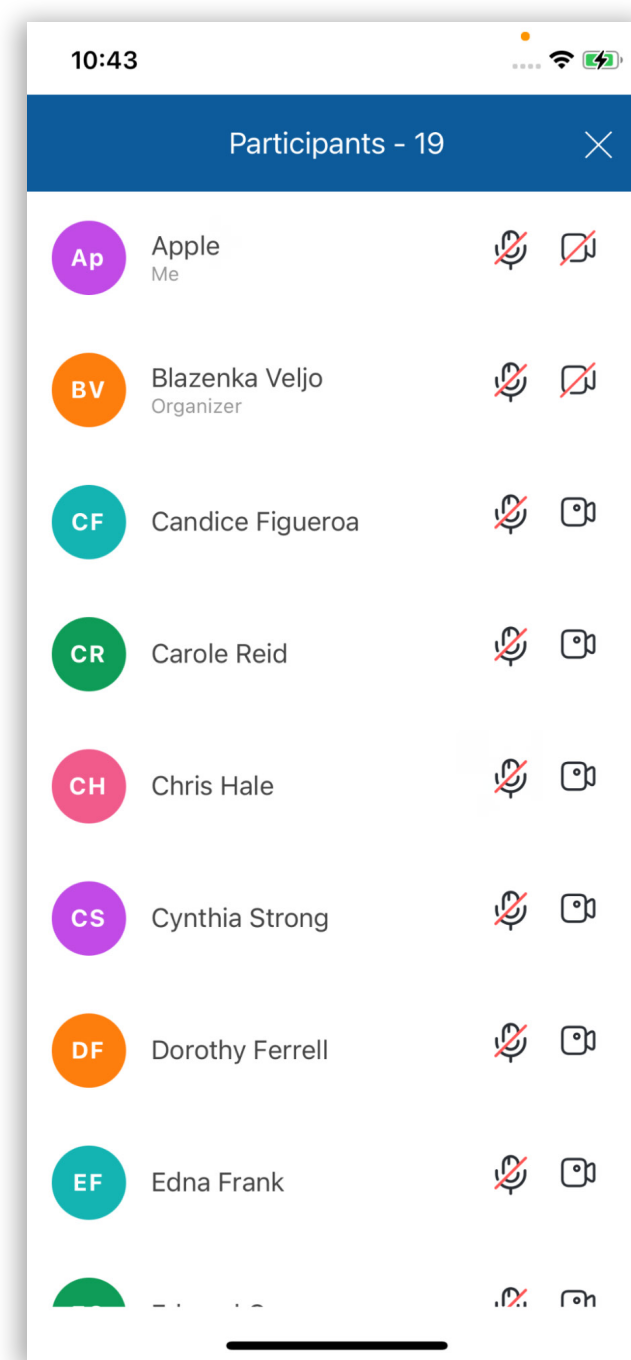 10:43
Participants - 19
Ap
Apple
Me
BV
Blazenka Veljo
Organizer
CF
Candice Figueroa
CR
Carole Reid
CH
Chris Hale
CS
Cynthia Strong
DF
Dorothy Ferrell
EF
Edna Frank